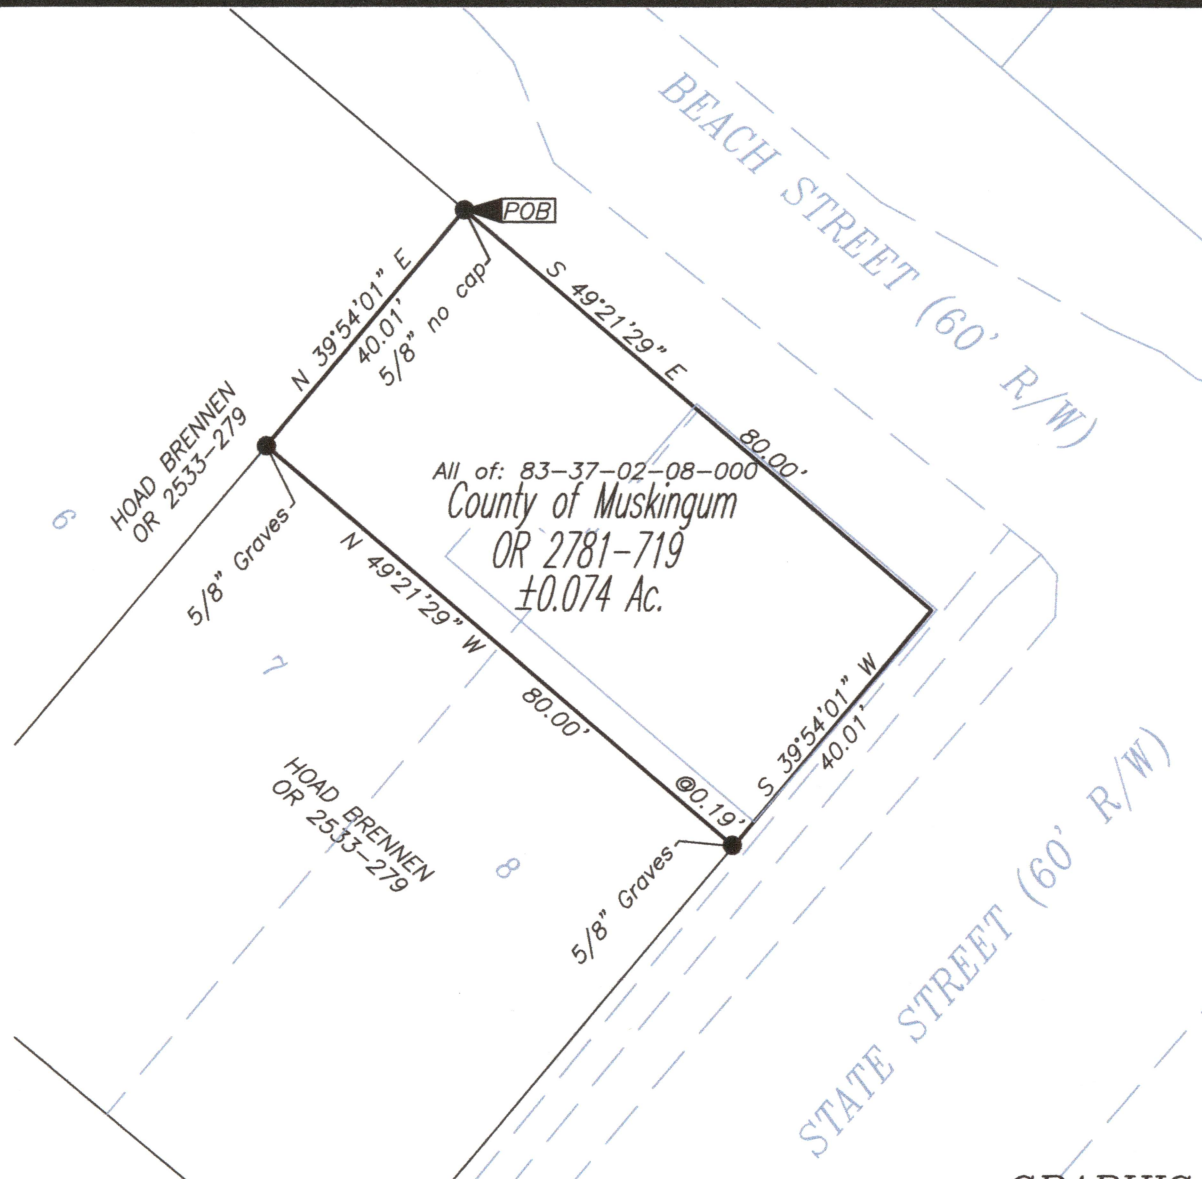 BEACH STREET (60' R/W)
POB
N 39°54'01" E
40.01'
5/8" no cap
S 49°21'29" E
80.00'
HOAD BRENNEN
OR 2533-279
6
5/8" Graves
All of: 83-37-02-08-000
County of Muskingum
OR 2781-719
±0.074 Ac.
N 49°21'29" W
80.00'
7
S 39°54'01" W
40.01'
@0.19'
HOAD BRENNEN
OR 2533-279
8
5/8" Graves
STATE STREET (60' R/W)